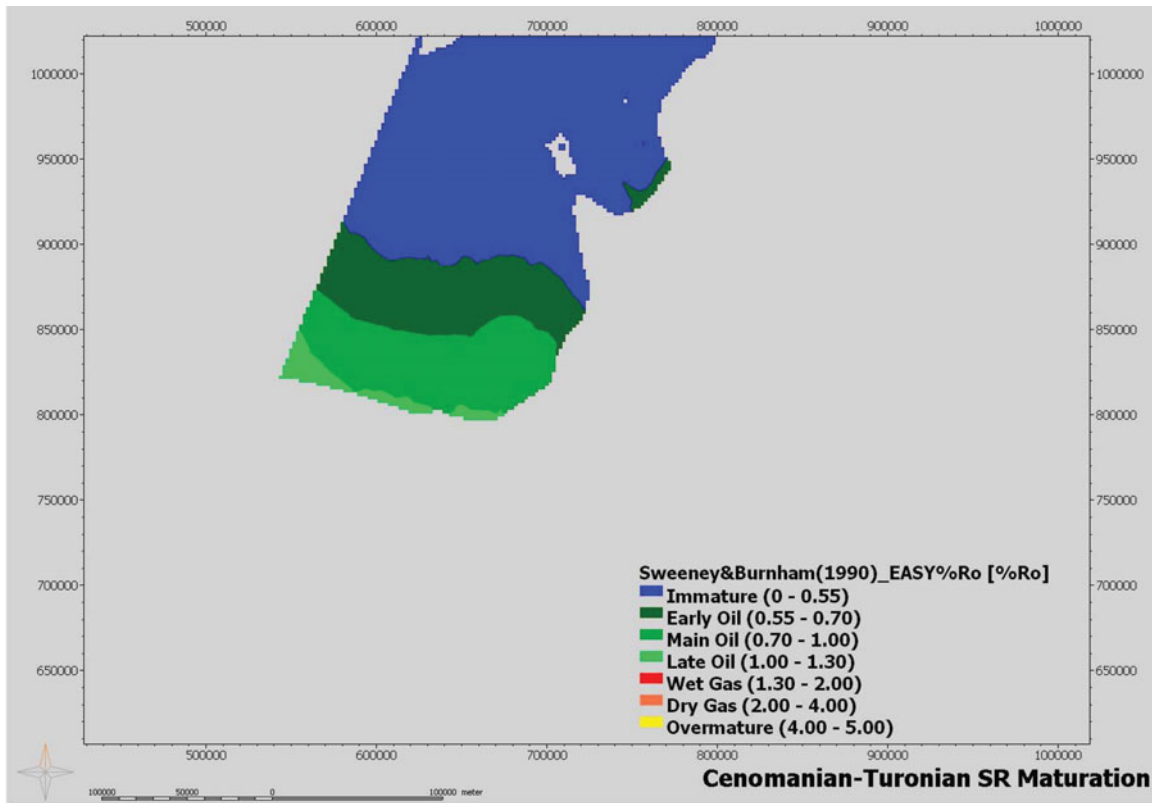 500000 600000 700000 800000 900000 1000000
1000000 1000000
950000 950000
900000 900000
850000 850000
800000 800000
750000 750000
700000 700000
650000 650000
Sweeney&Burnham(1990)_EASY%Ro [%Ro]
Immature (0 - 0.55)
Early Oil (0.55 - 0.70)
Main Oil (0.70 - 1.00)
Late Oil (1.00 - 1.30)
Wet Gas (1.30 - 2.00)
Dry Gas (2.00 - 4.00)
Overmature (4.00 - 5.00)
500000 600000 700000 800000 900000 1000000
Cenomanian-Turonian SR Maturation
100000 50000 0 100000 meter